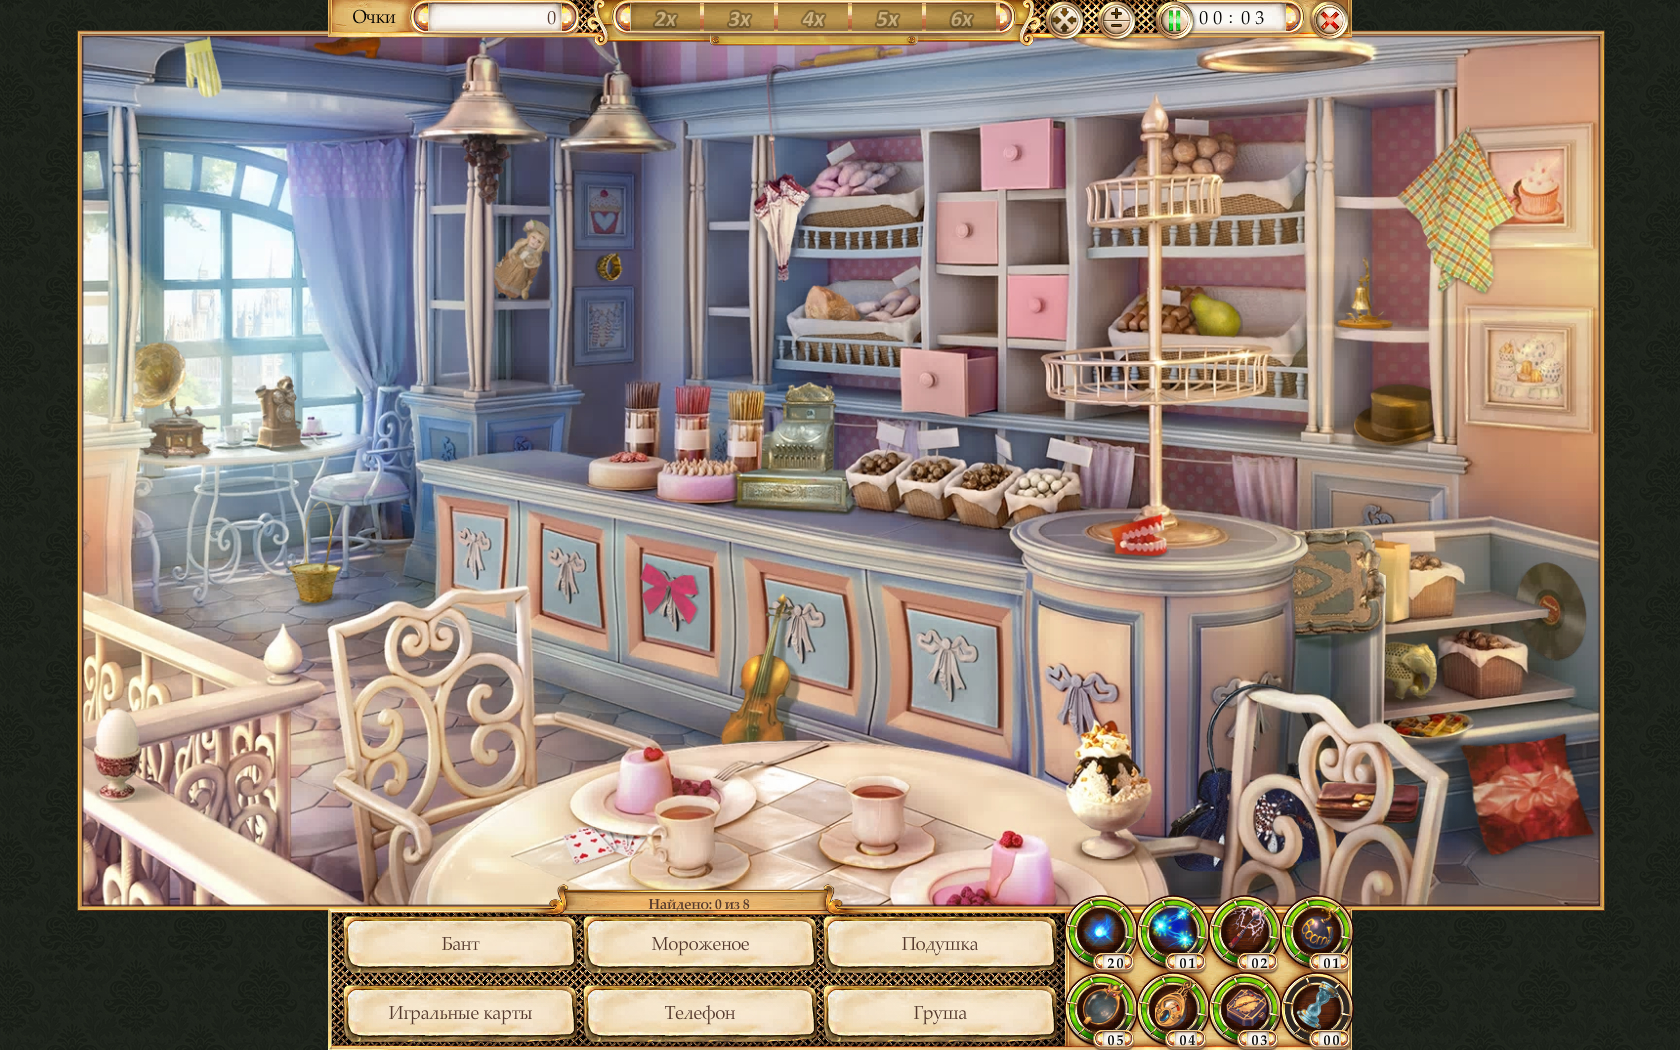 Очки 0 2x 3x 4x 5x 6x 00:03
Найдено: 0 из 8
Бант Мороженое Подушка
Игральные карты Телефон Груша
20 01 02 01
05 04 03 00